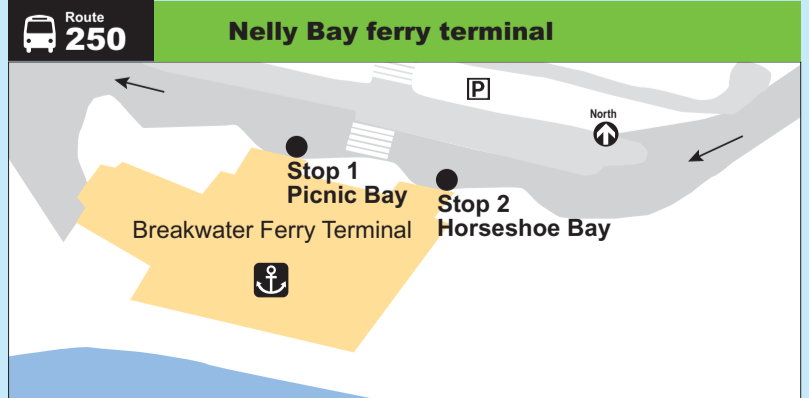 Route
250
Nelly Bay ferry terminal
P
North
Stop 1
Picnic Bay
Stop 2
Horseshoe Bay
Breakwater Ferry Terminal